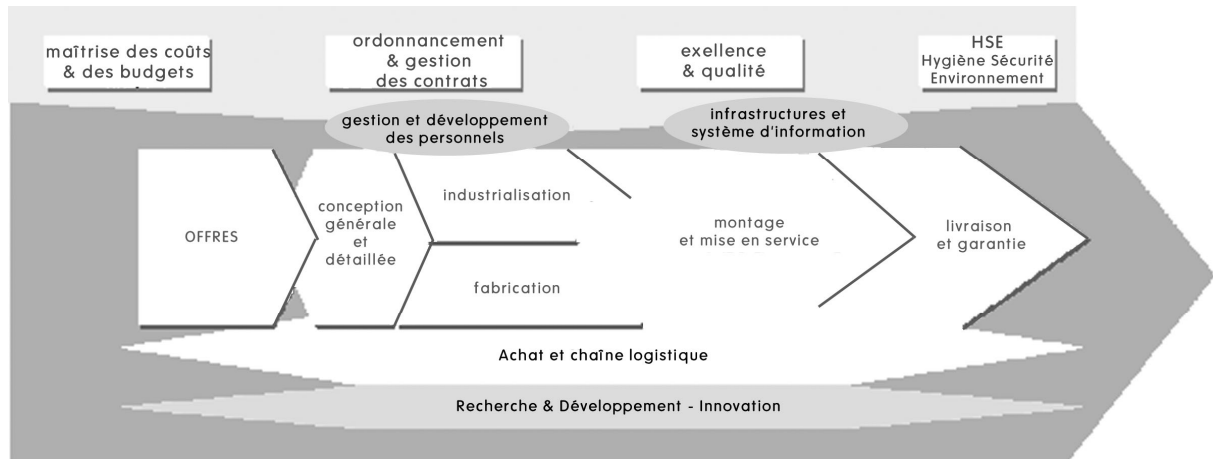 maîtrise des coûts
& des budgets
ordonnancement
& gestion
des contrats
exellence
& qualité
HSE
Hygiène Sécurité
Environnement
gestion et développement
des personnels
infrastructures et
système d'information
OFFRES
conception
générale
et
détaillée
industrialisation
fabrication
montage
et mise en service
livraison
et garantie
Achat et chaîne logistique
Recherche & Développement - Innovation